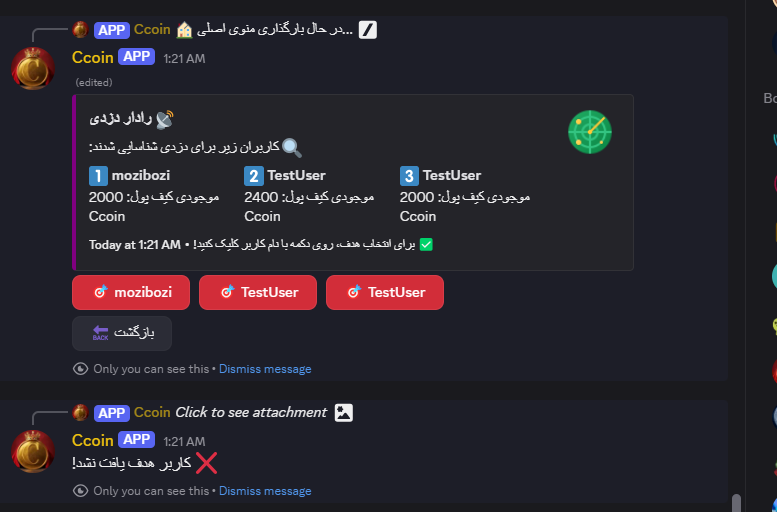 APP Ccoin 🏠 در حال بارگذاری منوی اصلی...
Ccoin APP 1:21 AM
(edited)
رادار دزدی
کاربران زیر برای دزدی شناسایی شدند:
1 mozibozi
موجودی کیف پول: 2000 Ccoin
2 TestUser
موجودی کیف پول: 2400 Ccoin
3 TestUser
موجودی کیف پول: 2000 Ccoin
✅ برای انتخاب هدف، روی دکمه با نام کاربر کلیک کنید! • Today at 1:21 AM
mozibozi
TestUser
TestUser
BACK بازگشت
Only you can see this • Dismiss message
APP Ccoin Click to see attachment
Ccoin APP 1:21 AM
❌ کاربر هدف یافت نشد!
Only you can see this • Dismiss message